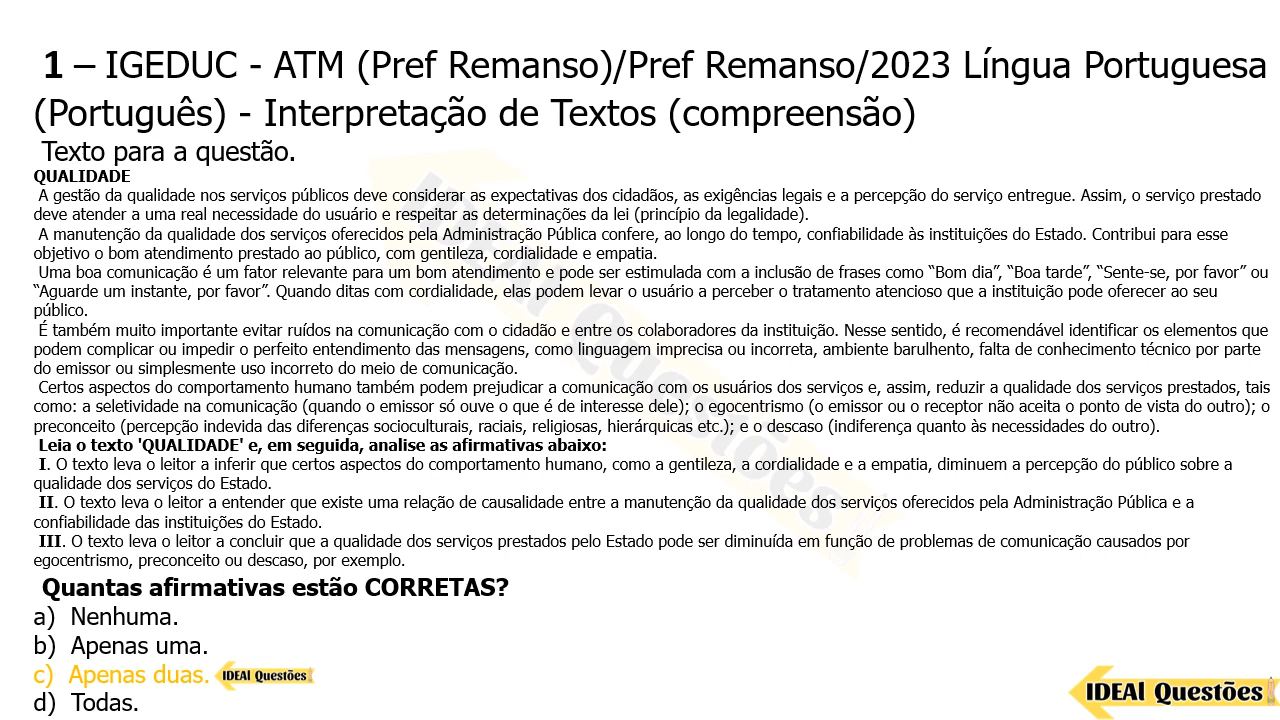 1 – IGEDUC - ATM (Pref Remanso)/Pref Remanso/2023 Língua Portuguesa
(Português) - Interpretação de Textos (compreensão)
Texto para a questão.
QUALIDADE
A gestão da qualidade nos serviços públicos deve considerar as expectativas dos cidadãos, as exigências legais e a percepção do serviço entregue. Assim, o serviço prestado
deve atender a uma real necessidade do usuário e respeitar as determinações da lei (princípio da legalidade).
A manutenção da qualidade dos serviços oferecidos pela Administração Pública confere, ao longo do tempo, confiabilidade às instituições do Estado. Contribui para esse
objetivo o bom atendimento prestado ao público, com gentileza, cordialidade e empatia.
Uma boa comunicação é um fator relevante para um bom atendimento e pode ser estimulada com a inclusão de frases como “Bom dia”, “Boa tarde”, “Sente-se, por favor” ou
“Aguarde um instante, por favor”. Quando ditas com cordialidade, elas podem levar o usuário a perceber o tratamento atencioso que a instituição pode oferecer ao seu
público.
É também muito importante evitar ruídos na comunicação com o cidadão e entre os colaboradores da instituição. Nesse sentido, é recomendável identificar os elementos que
podem complicar ou impedir o perfeito entendimento das mensagens, como linguagem imprecisa ou incorreta, ambiente barulhento, falta de conhecimento técnico por parte
do emissor ou simplesmente uso incorreto do meio de comunicação.
Certos aspectos do comportamento humano também podem prejudicar a comunicação com os usuários dos serviços e, assim, reduzir a qualidade dos serviços prestados, tais
como: a seletividade na comunicação (quando o emissor só ouve o que é de interesse dele); o egocentrismo (o emissor ou o receptor não aceita o ponto de vista do outro); o
preconceito (percepção indevida das diferenças socioculturais, raciais, religiosas, hierárquicas etc.); e o descaso (indiferença quanto às necessidades do outro).
Leia o texto 'QUALIDADE' e, em seguida, analise as afirmativas abaixo:
I. O texto leva o leitor a inferir que certos aspectos do comportamento humano, como a gentileza, a cordialidade e a empatia, diminuem a percepção do público sobre a
qualidade dos serviços do Estado.
II. O texto leva o leitor a entender que existe uma relação de causalidade entre a manutenção da qualidade dos serviços oferecidos pela Administração Pública e a
confiabilidade das instituições do Estado.
III. O texto leva o leitor a concluir que a qualidade dos serviços prestados pelo Estado pode ser diminuída em função de problemas de comunicação causados por
egocentrismo, preconceito ou descaso, por exemplo.
Quantas afirmativas estão CORRETAS?
a) Nenhuma.
b) Apenas uma.
c) Apenas duas. IDEAl Questões
d) Todas.
IDEAl Questões
IDEAl Questões